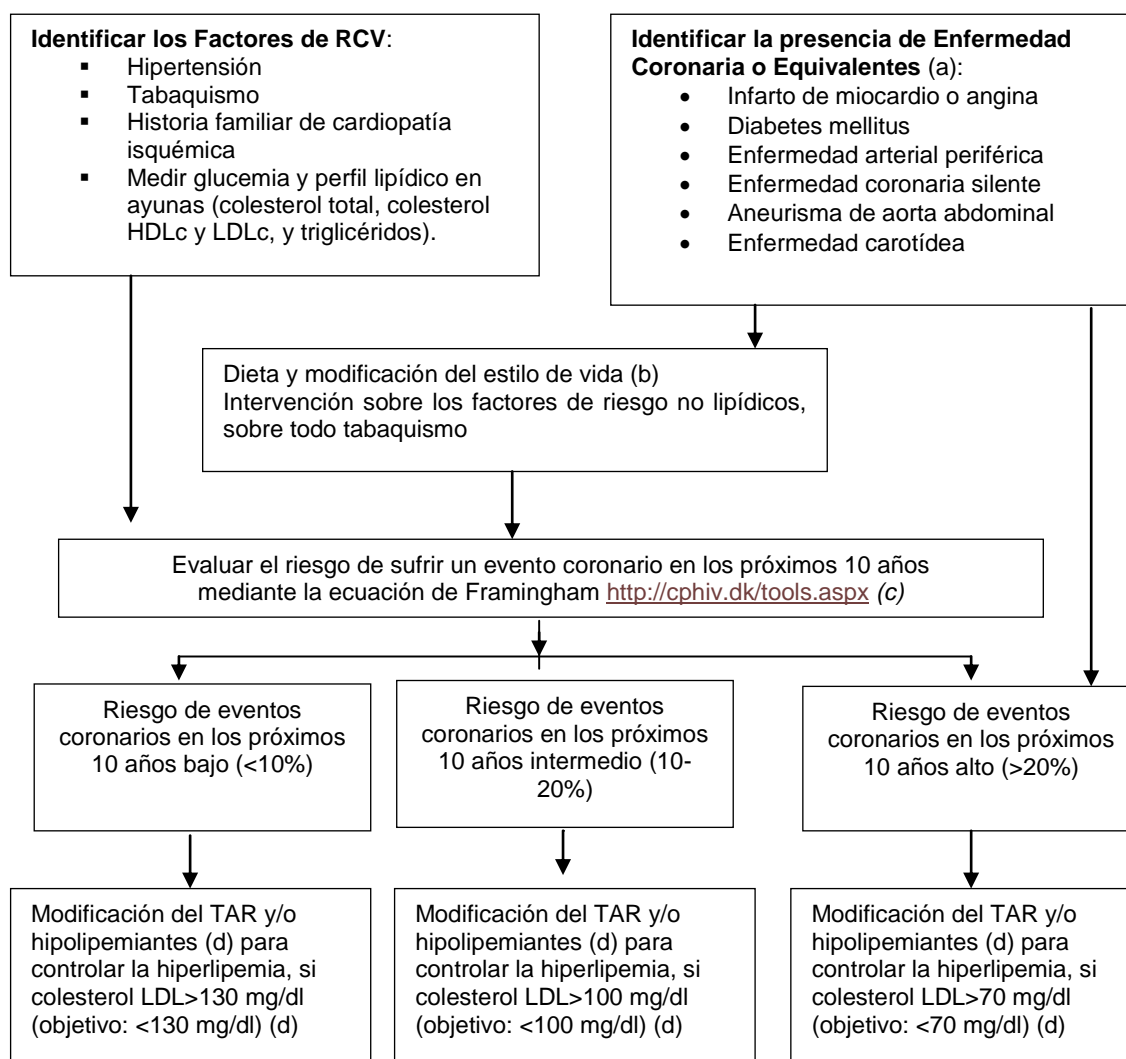 Identificar los Factores de RCV:
▪ Hipertensión
▪ Tabaquismo
▪ Historia familiar de cardiopatía
isquémica
▪ Medir glucemia y perfil lipídico en
ayunas (colesterol total, colesterol
HDLc y LDLc, y triglicéridos).
Identificar la presencia de Enfermedad
Coronaria o Equivalentes (a):
• Infarto de miocardio o angina
• Diabetes mellitus
• Enfermedad arterial periférica
• Enfermedad coronaria silente
• Aneurisma de aorta abdominal
• Enfermedad carotídea
Dieta y modificación del estilo de vida (b)
Intervención sobre los factores de riesgo no lipídicos,
sobre todo tabaquismo
Evaluar el riesgo de sufrir un evento coronario en los próximos 10 años
mediante la ecuación de Framingham http://cphiv.dk/tools.aspx (c)
Riesgo de eventos
coronarios en los próximos
10 años bajo (<10%)
Riesgo de eventos
coronarios en los próximos
10 años intermedio (10-
20%)
Riesgo de eventos
coronarios en los próximos
10 años alto (>20%)
Modificación del TAR y/o
hipolipemiantes (d) para
controlar la hiperlipemia, si
colesterol LDL>130 mg/dl
(objetivo: <130 mg/dl) (d)
Modificación del TAR y/o
hipolipemiantes (d) para
controlar la hiperlipemia, si
colesterol LDL>100 mg/dl
(objetivo: <100 mg/dl) (d)
Modificación del TAR y/o
hipolipemiantes (d) para
controlar la hiperlipemia, si
colesterol LDL>70 mg/dl
(objetivo: <70 mg/dl) (d)